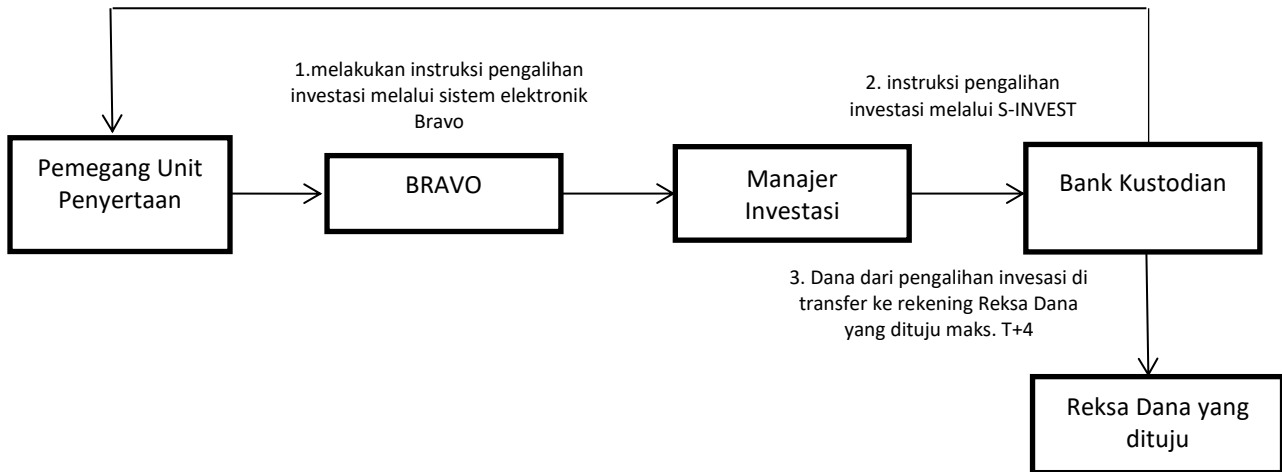 1.melakukan instruksi pengalihan
investasi melalui sistem elektronik
Bravo
2. instruksi pengalihan
investasi melalui S-INVEST
Pemegang Unit
Penyertaan
BRAVO
Manajer
Investasi
Bank Kustodian
3. Dana dari pengalihan invesasi di
transfer ke rekening Reksa Dana
yang dituju maks. T+4
Reksa Dana yang
dituju